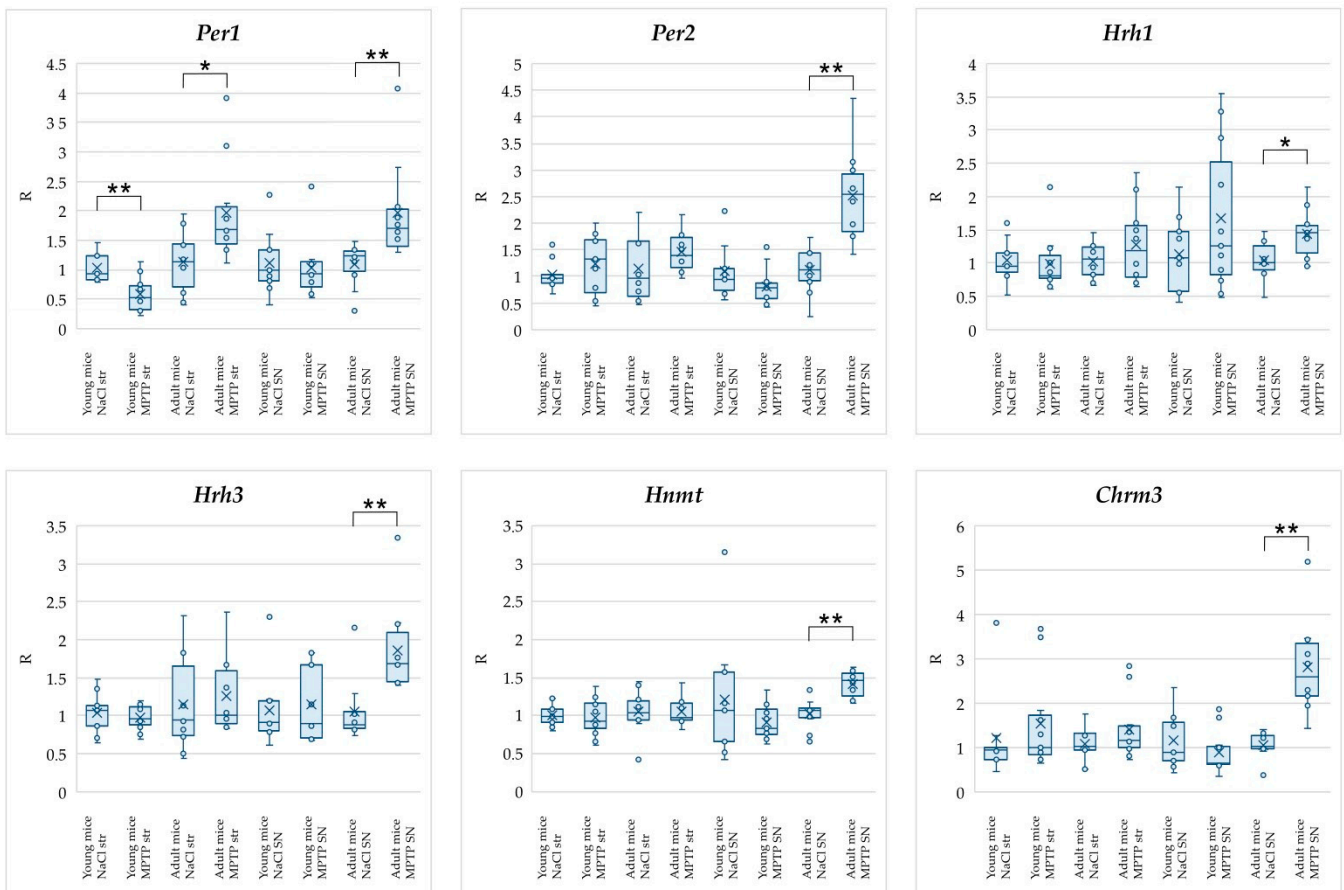 Per1
4.5
**
4
*
3.5
3
2.5
**
2
R
1.5
1
0.5
0
Young mice
NaCl str
Young mice
MPTP str
Adult mice
NaCl str
Adult mice
MPTP str
Young mice
NaCl SN
Young mice
MPTP SN
Adult mice
NaCl SN
Adult mice
MPTP SN
Per2
5
**
4.5
4
3.5
3
R
2.5
2
1.5
1
0.5
0
Young mice
NaCl str
Young mice
MPTP str
Adult mice
NaCl str
Adult mice
MPTP str
Young mice
NaCl SN
Young mice
MPTP SN
Adult mice
NaCl SN
Adult mice
MPTP SN
Hrh1
4
3.5
3
*
2.5
R
2
1.5
1
0.5
0
Young mice
NaCl str
Young mice
MPTP str
Adult mice
NaCl str
Adult mice
MPTP str
Young mice
NaCl SN
Young mice
MPTP SN
Adult mice
NaCl SN
Adult mice
MPTP SN
Hrh3
**
3.5
3
2.5
2
R
1.5
1
0.5
0
Young mice
NaCl str
Young mice
MPTP str
Adult mice
NaCl str
Adult mice
MPTP str
Young mice
NaCl SN
Young mice
MPTP SN
Adult mice
NaCl SN
Adult mice
MPTP SN
Hnmt
3.5
3
2.5
**
2
R
1.5
1
0.5
0
Young mice
NaCl str
Young mice
MPTP str
Adult mice
NaCl str
Adult mice
MPTP str
Young mice
NaCl SN
Young mice
MPTP SN
Adult mice
NaCl SN
Adult mice
MPTP SN
Chrm3
6
**
5
R
2
1
0
Young mice
NaCl str
Young mice
MPTP str
Adult mice
NaCl str
Adult mice
MPTP str
Young mice
NaCl SN
Young mice
MPTP SN
Adult mice
NaCl SN
Adult mice
MPTP SN